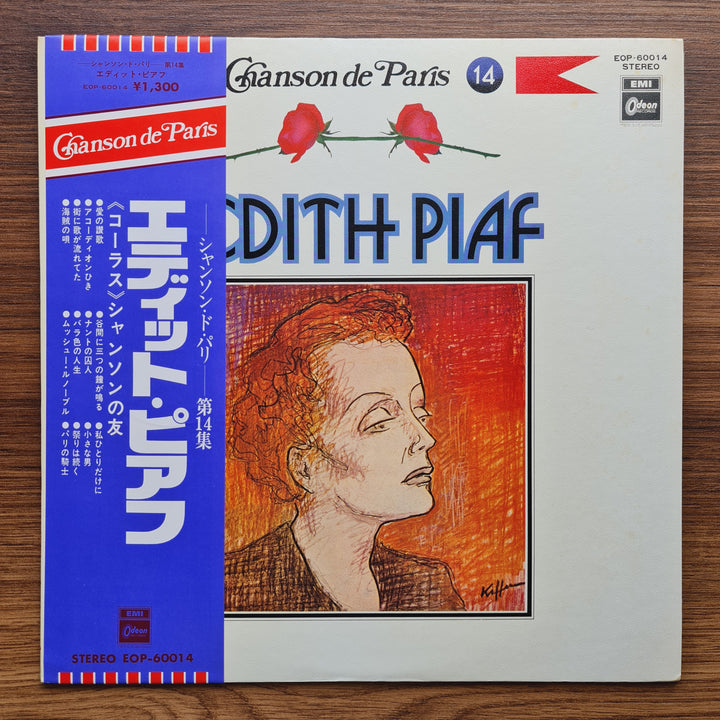 ——シャンソン・ド・パリ—— 第14集
エディット・ピアフ
EOP-60014 ¥1,300
Chanson de Paris
——シャンソン・ド・パリ——第14集
エディット・ピアフ
《コーラス》シャンソンの友
●愛の讃歌
●アコーディオンひき
●街に歌が流れてた
●海賊の唄
●谷間に三つの鐘が鳴る
●ナントの囚人
●バラ色の人生
●ムッシュー・ルノーブル
●私ひとりだけに
●小さな男
●祭りは続く
●パリの騎士
EMI
Odeon
STEREO EOP-60014
Chanson de Paris 14
EOP-60014
STEREO
EMI
Odeon
RECORDS
EDITH PIAF
Kiffer